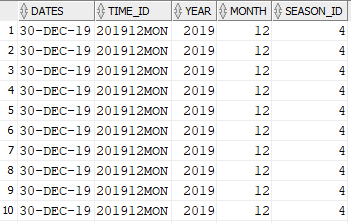 DATES TIME_ID YEAR MONTH SEASON_ID
1 30-DEC-19 201912MON 2019 12 4
2 30-DEC-19 201912MON 2019 12 4
3 30-DEC-19 201912MON 2019 12 4
4 30-DEC-19 201912MON 2019 12 4
5 30-DEC-19 201912MON 2019 12 4
6 30-DEC-19 201912MON 2019 12 4
7 30-DEC-19 201912MON 2019 12 4
8 30-DEC-19 201912MON 2019 12 4
9 30-DEC-19 201912MON 2019 12 4
10 30-DEC-19 201912MON 2019 12 4